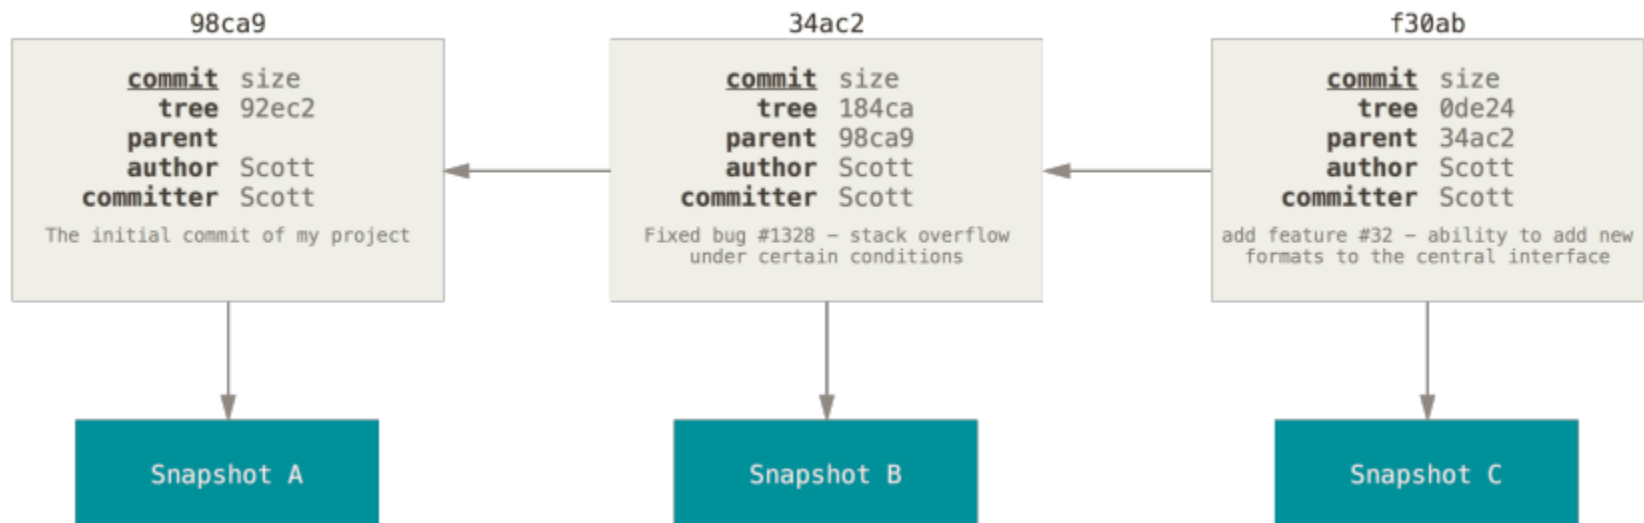 98ca9
commit size
tree 92ec2
parent
author Scott
committer Scott
The initial commit of my project
34ac2
commit size
tree 184ca
parent 98ca9
author Scott
committer Scott
Fixed bug #1328 – stack overflow
under certain conditions
f30ab
commit size
tree 0de24
parent 34ac2
author Scott
committer Scott
add feature #32 – ability to add new
formats to the central interface
Snapshot A
Snapshot B
Snapshot C